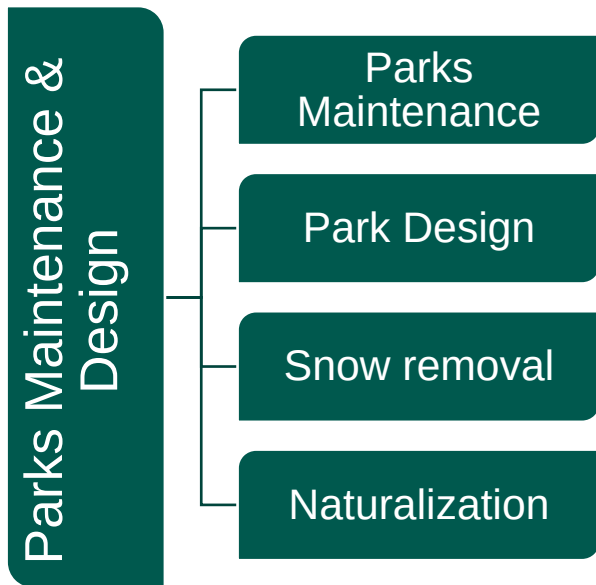 Parks Maintenance &
Design
Parks
Maintenance
Park Design
Snow removal
Naturalization